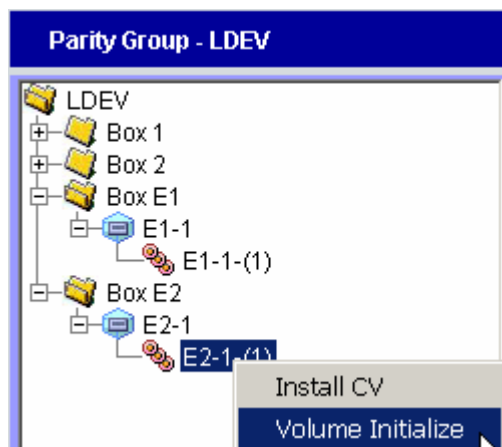 Parity Group - LDEV
LDEV
Box 1
Box 2
Box E1
E1-1
E1-1-(1)
Box E2
E2-1
E2-1-(1)
Install CV
Volume Initialize